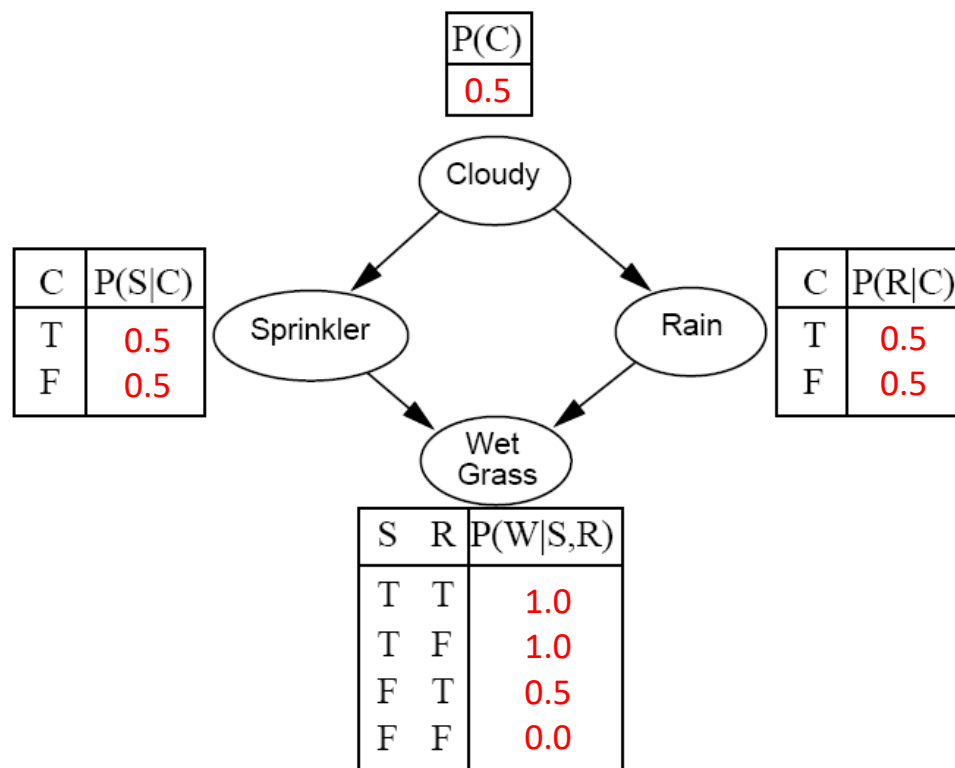 P(C)
0.5
Cloudy
C P(S|C)
T 0.5
F 0.5
Sprinkler
Rain
C P(R|C)
T 0.5
F 0.5
Wet
Grass
S R P(W|S,R)
T T 1.0
T F 1.0
F T 0.5
F F 0.0